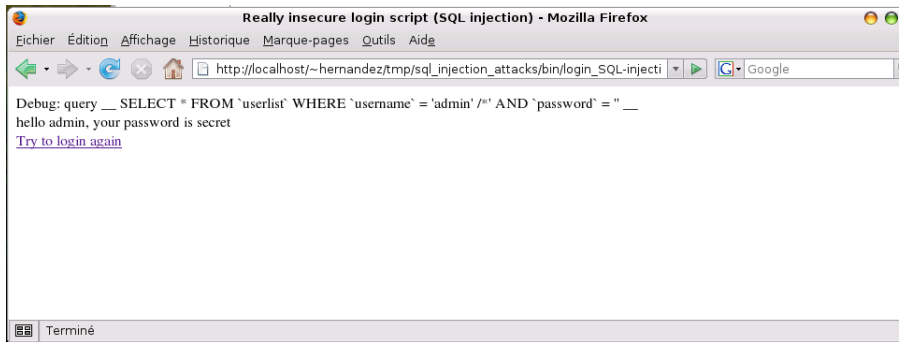 Really insecure login script (SQL injection) - Mozilla Firefox
Fichier Édition Affichage Historique Marque-pages Outils Aide
http://localhost/~hernandez/tmp/sql_injection_attacks/bin/login_SQL-injecti G Google
Debug: query __ SELECT * FROM `userlist` WHERE `username` = 'admin' /*' AND `password` = '' __
hello admin, your password is secret
Try to login again
Terminé